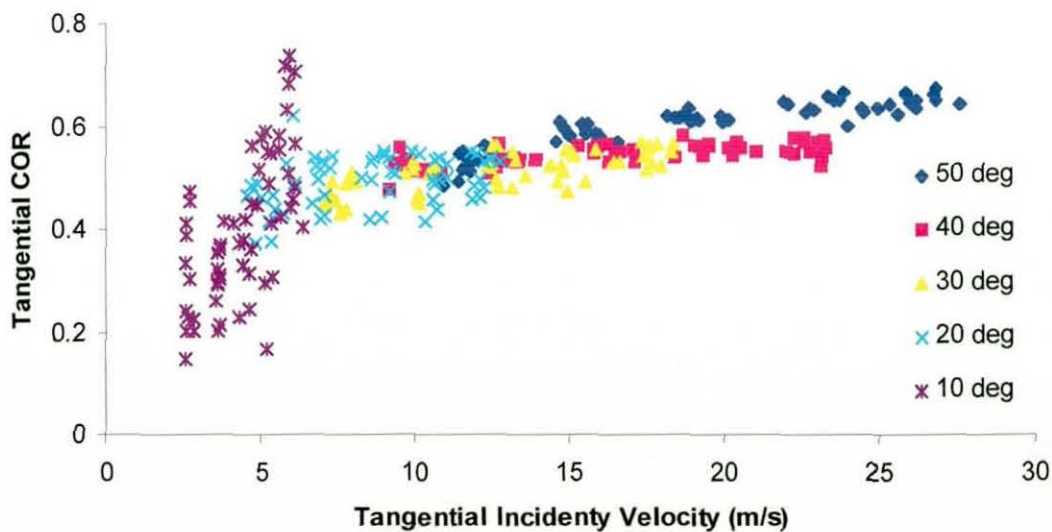 0.8
0.6
0.4
0.2
0
Tangential COR
0 5 10 15 20 25 30
Tangential Incidenty Velocity (m/s)
50 deg
40 deg
30 deg
20 deg
10 deg